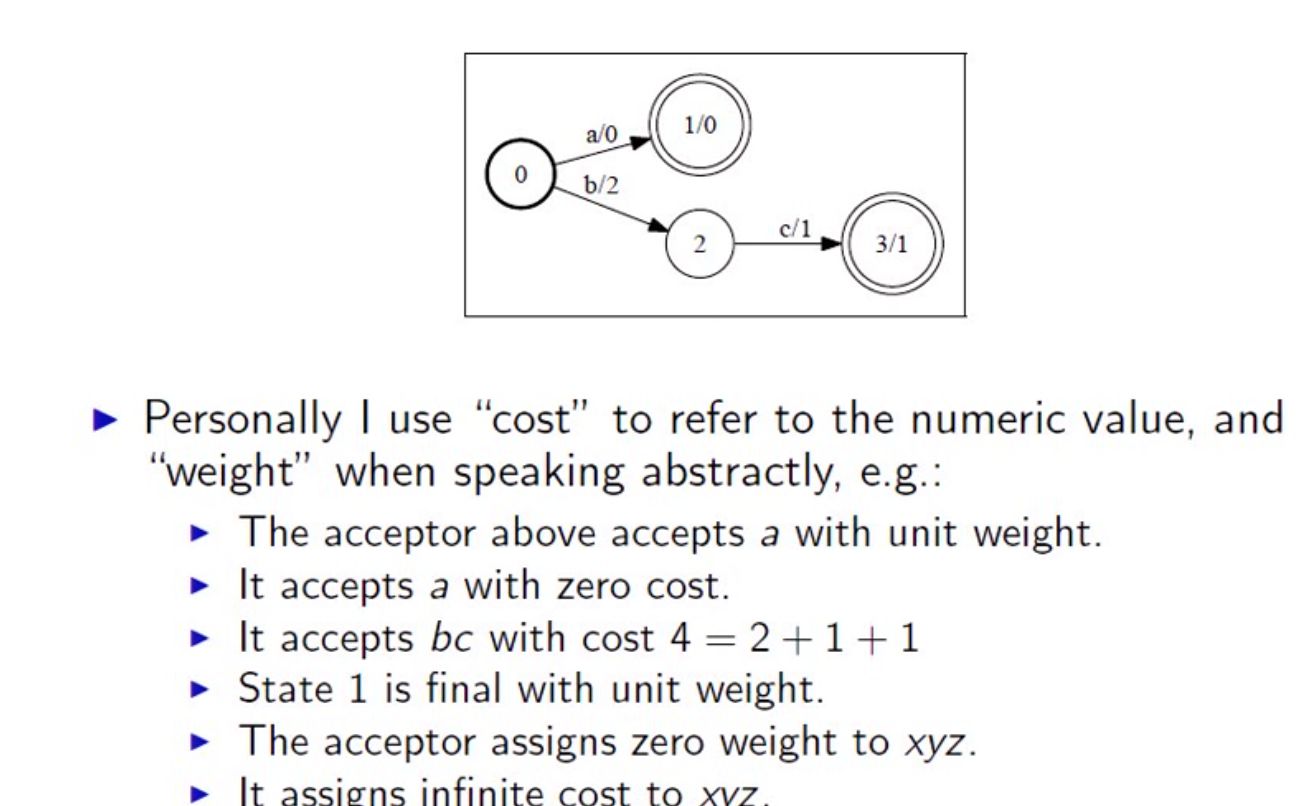 a/0
1/0
0
b/2
2
c/1
3/1
Personally I use “cost” to refer to the numeric value, and
“weight” when speaking abstractly, e.g.:
The acceptor above accepts a with unit weight.
It accepts a with zero cost.
It accepts bc with cost 4 = 2 + 1 + 1
State 1 is final with unit weight.
The acceptor assigns zero weight to xyz.
It assigns infinite cost to xyz.